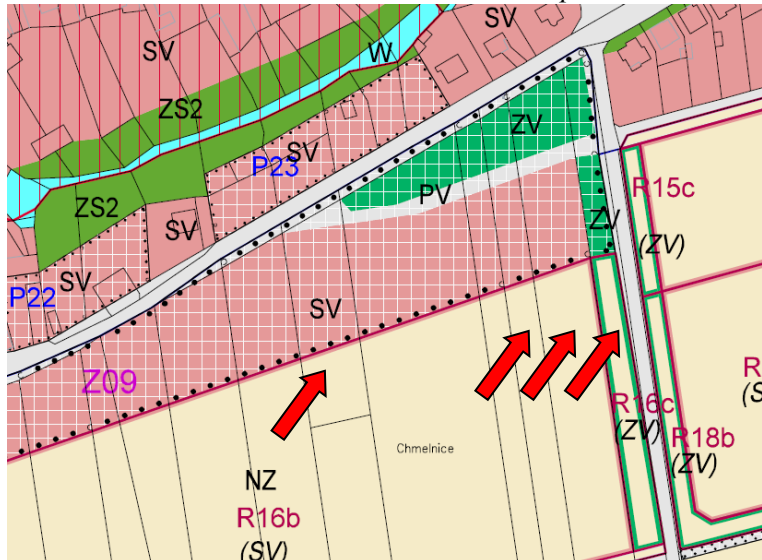 SV
SV
W
ZS2
ZV
SV
P23
R15c
(ZV)
PV
ZS2
ZV
SV
SV
P22
SV
Z09
R16c
(ZV)
R18b
(ZV)
Chmelnice
NZ
R16b
(SV)